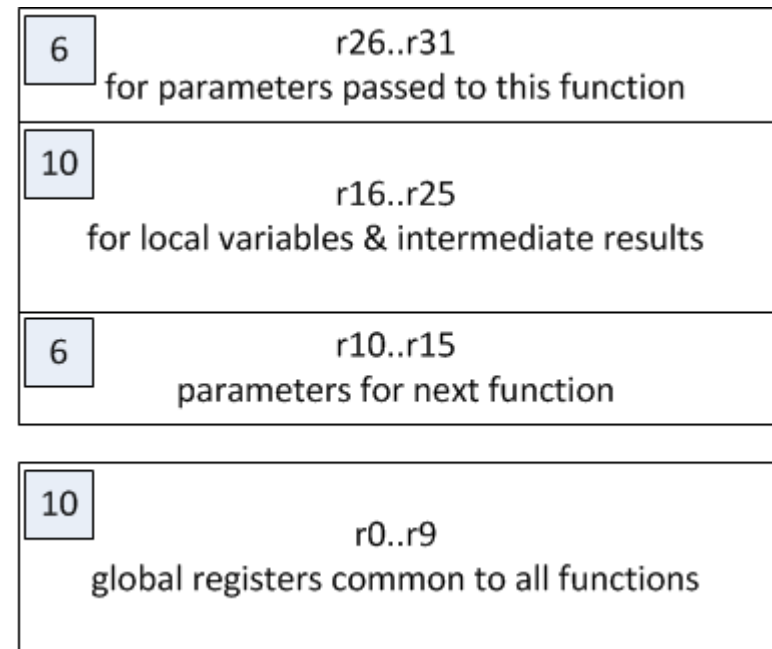 6
r26..r31
for parameters passed to this function
10
r16..r25
for local variables & intermediate results
6
r10..r15
parameters for next function
10
r0..r9
global registers common to all functions